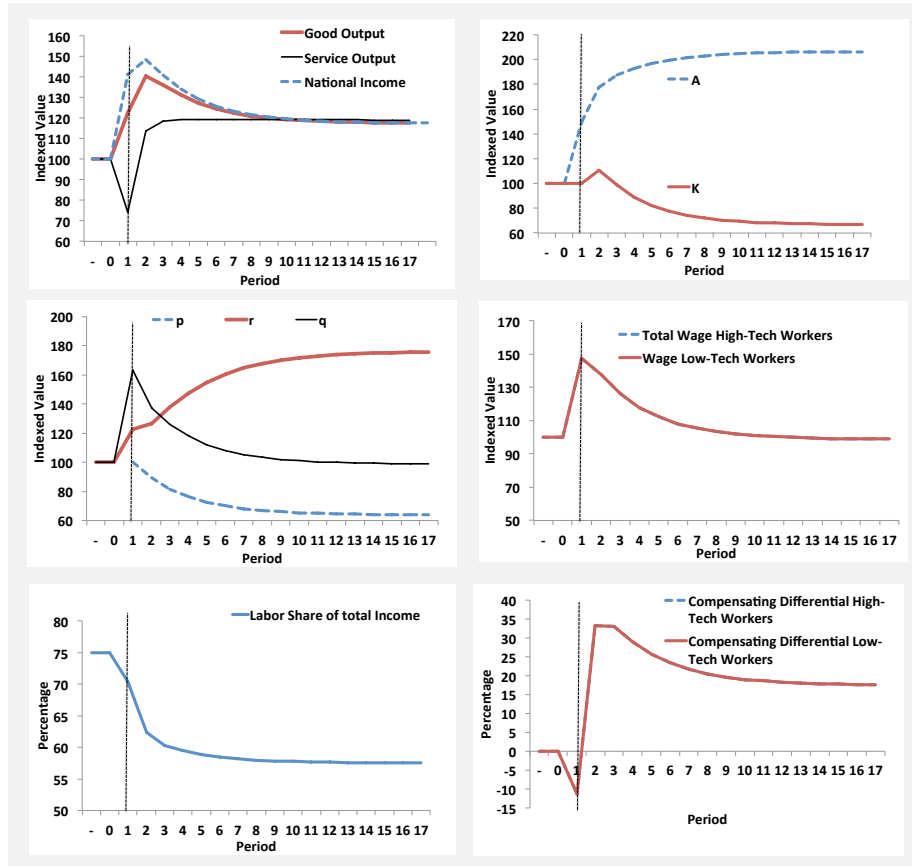 Good Output
Service Output
National Income
Indexed Value
160
150
140
130
120
110
100
90
80
70
60
- 0 1 2 3 4 5 6 7 8 9 10 11 12 13 14 15 16 17
Period
A
K
Indexed Value
220
200
180
160
140
120
100
80
60
- 0 1 2 3 4 5 6 7 8 9 10 11 12 13 14 15 16 17
Period
p r q
Indexed Value
200
180
160
140
120
100
80
60
- 0 1 2 3 4 5 6 7 8 9 10 11 12 13 14 15 16 17
Period
Total Wage High-Tech Workers
Wage Low-Tech Workers
Indexed Value
170
150
130
110
90
70
50
- 0 1 2 3 4 5 6 7 8 9 10 11 12 13 14 15 16 17
Period
Labor Share of total Income
Percentage
80
75
70
65
60
55
50
- 0 1 2 3 4 5 6 7 8 9 10 11 12 13 14 15 16 17
Period
Compensating Differential High-
Tech Workers
Compensating Differential Low-
Tech Workers
Percentage
40
35
30
25
20
15
10
5
0
-5
-10
-15
- 0 1 2 3 4 5 6 7 8 9 10 11 12 13 14 15 16 17
Period